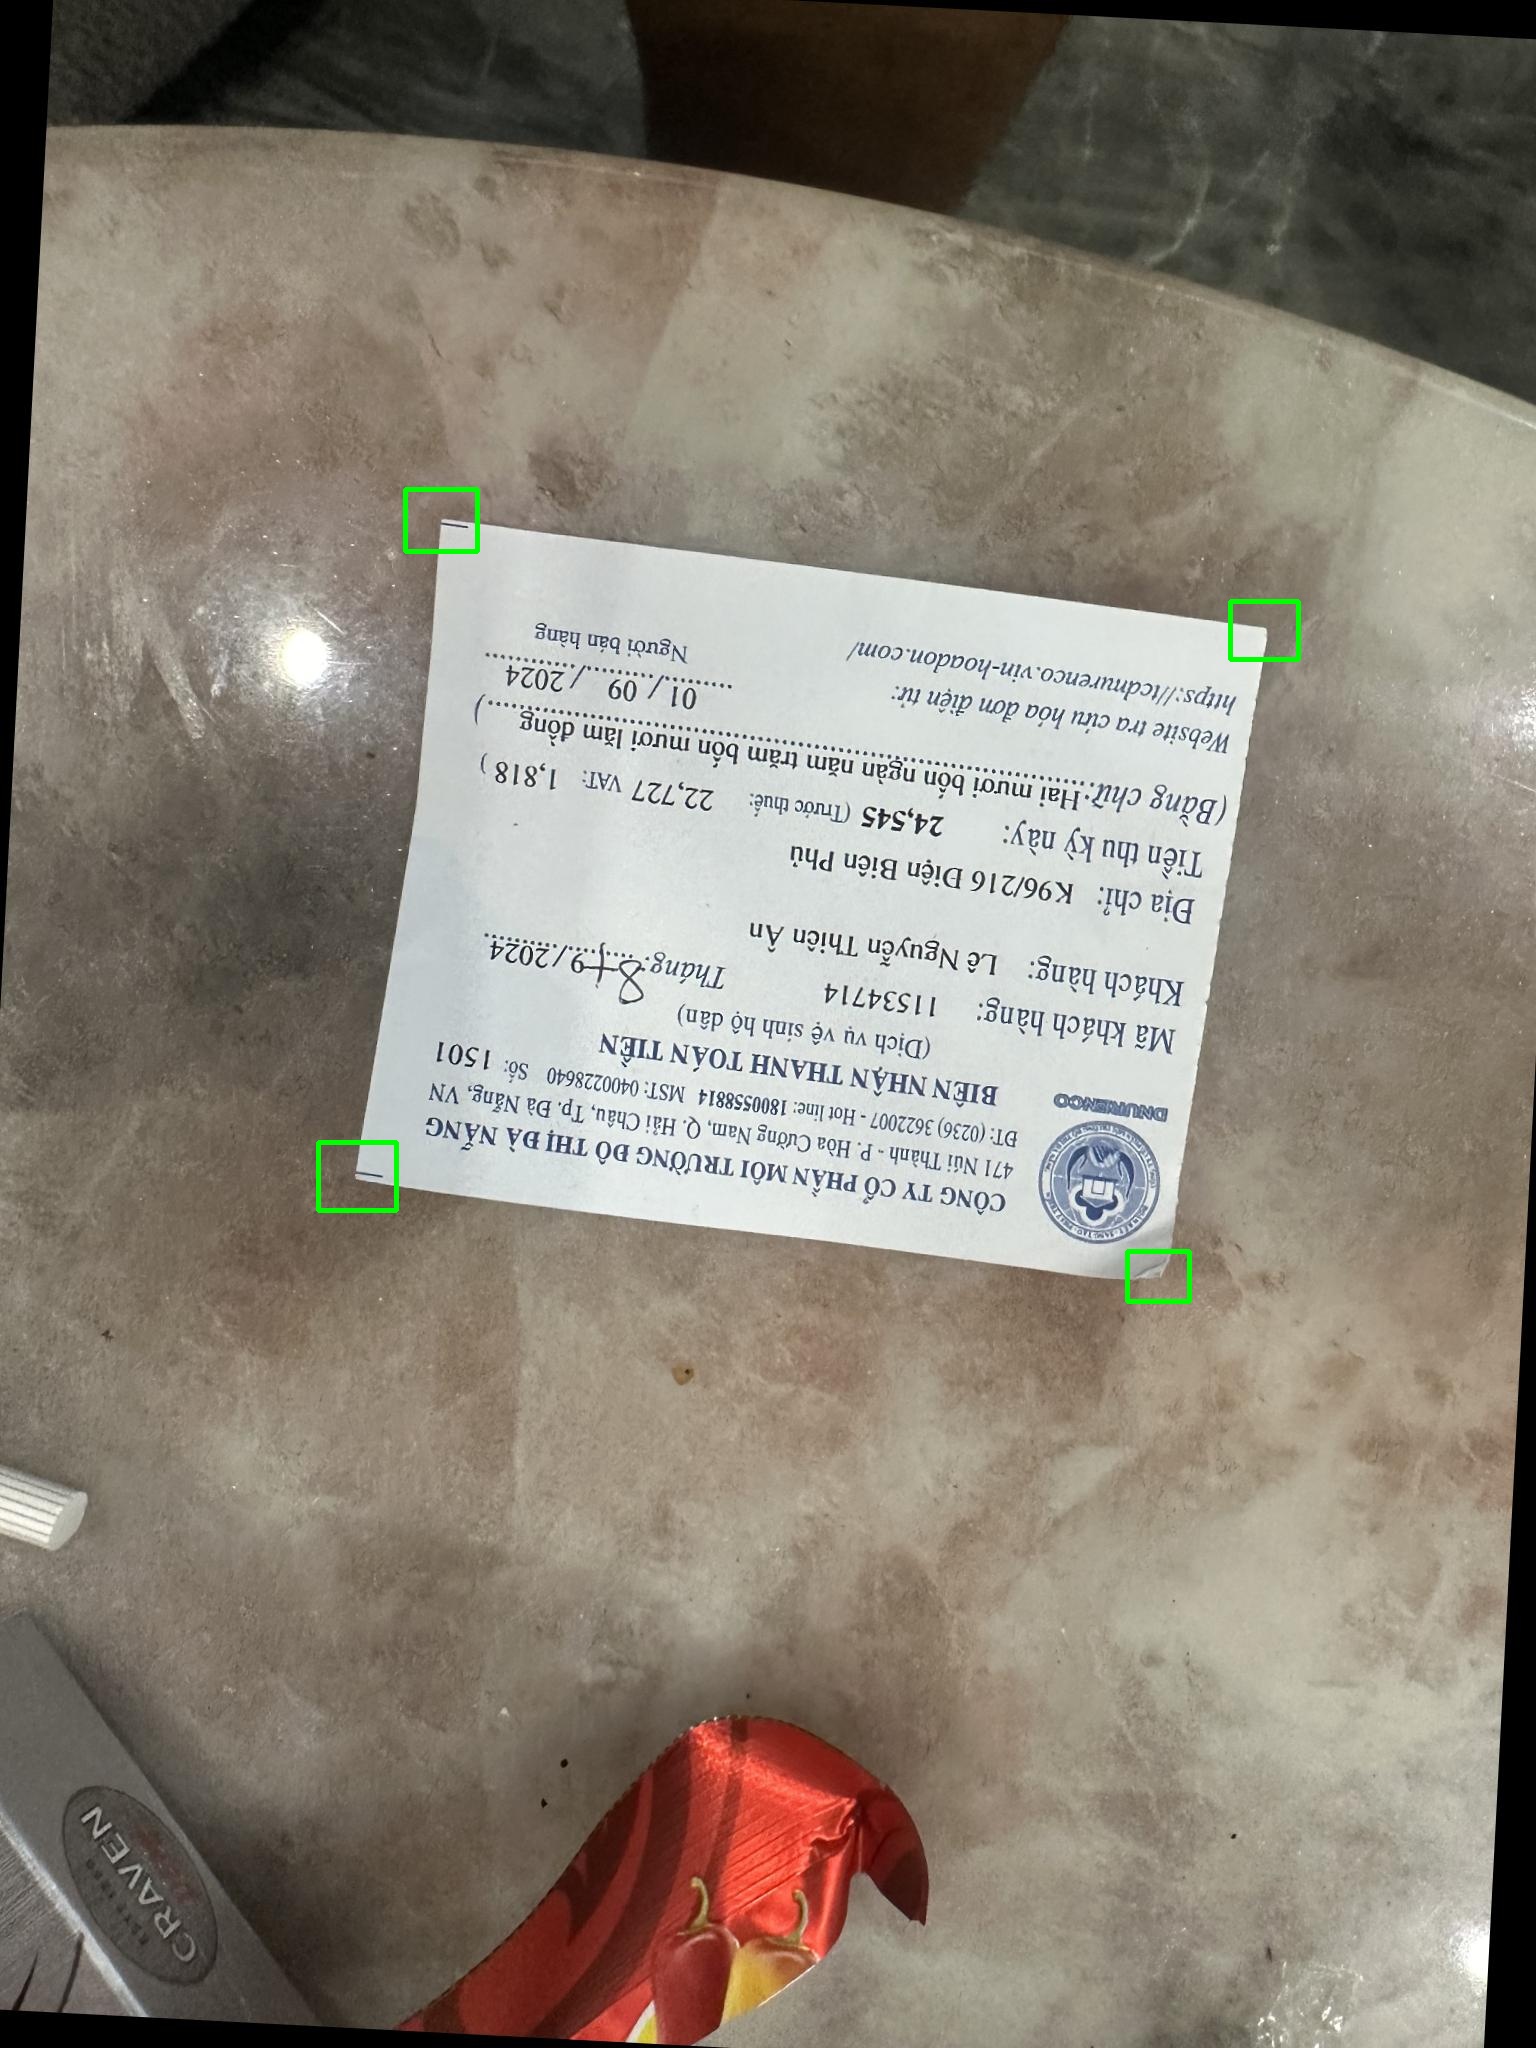 CÔNG TY CỔ PHẦN MÔI TRƯỜNG ĐÔ THỊ ĐÀ NẴNG
471 Núi Thành - P. Hòa Cường Nam, Q. Hải Châu, Tp. Đà Nẵng, VN
ĐT: (0236) 3622007 - Hot line: 1800558814 MST: 0400228640 Số: 1501
DNURENCO
BIÊN NHẬN THANH TOÁN TIỀN
(Dịch vụ vệ sinh hộ dân)
Mã khách hàng: 11534714 Tháng: 8+9/2024
Khách hàng: Lê Nguyễn Thiên Ân
Địa chỉ: K96/216 Điện Biên Phủ
Tiền thu kỳ này: 24,545 (Trước thuế: 22,727 VAT: 1,818 )
(Bằng chữ: Hai mươi bốn ngàn năm trăm bốn mươi lăm đồng )
Website tra cứu hóa đơn điện tử: 01 / 09 / 2024
https://tcdnurenco.vin-hoadon.com/ Người bán hàng
CRAVEN